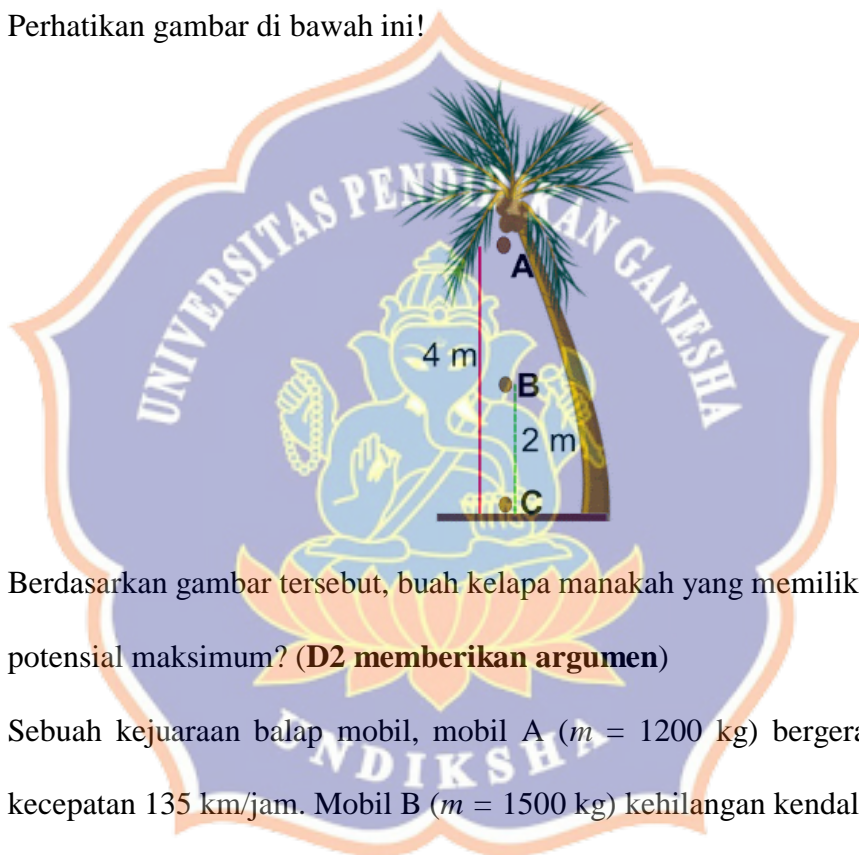 Perhatikan gambar di bawah ini!
UNIVERSITAS PENDIDIKAN GANESHA
A
4 m
B
2 m
C
Berdasarkan gambar tersebut, buah kelapa manakah yang memilik
potensial maksimum? (D2 memberikan argumen)
UNDIKSHA
Sebuah kejuaraan balap mobil, mobil A (m = 1200 kg) bergera
kecepatan 135 km/jam. Mobil B (m = 1500 kg) kehilangan kendal